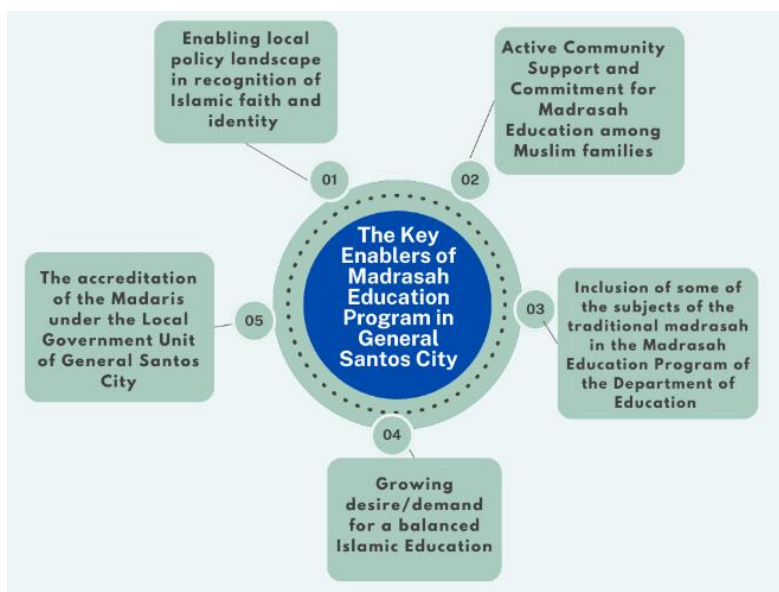 Enabling local
policy landscape
in recognition of
Islamic faith and
identity
01
Active Community
Support and
Commitment for
Madrasah
Education among
Muslim families
02
The Key
Enablers of
Madrasah
Education
Program in
General
Santos City
Inclusion of some of
the subjects of the
traditional madrasah
in the Madrasah
Education Program of
the Department of
Education
03
Growing
desire/demand
for a balanced
Islamic Education
04
The accreditation
of the Madaris
under the Local
Government Unit
of General Santos
City
05